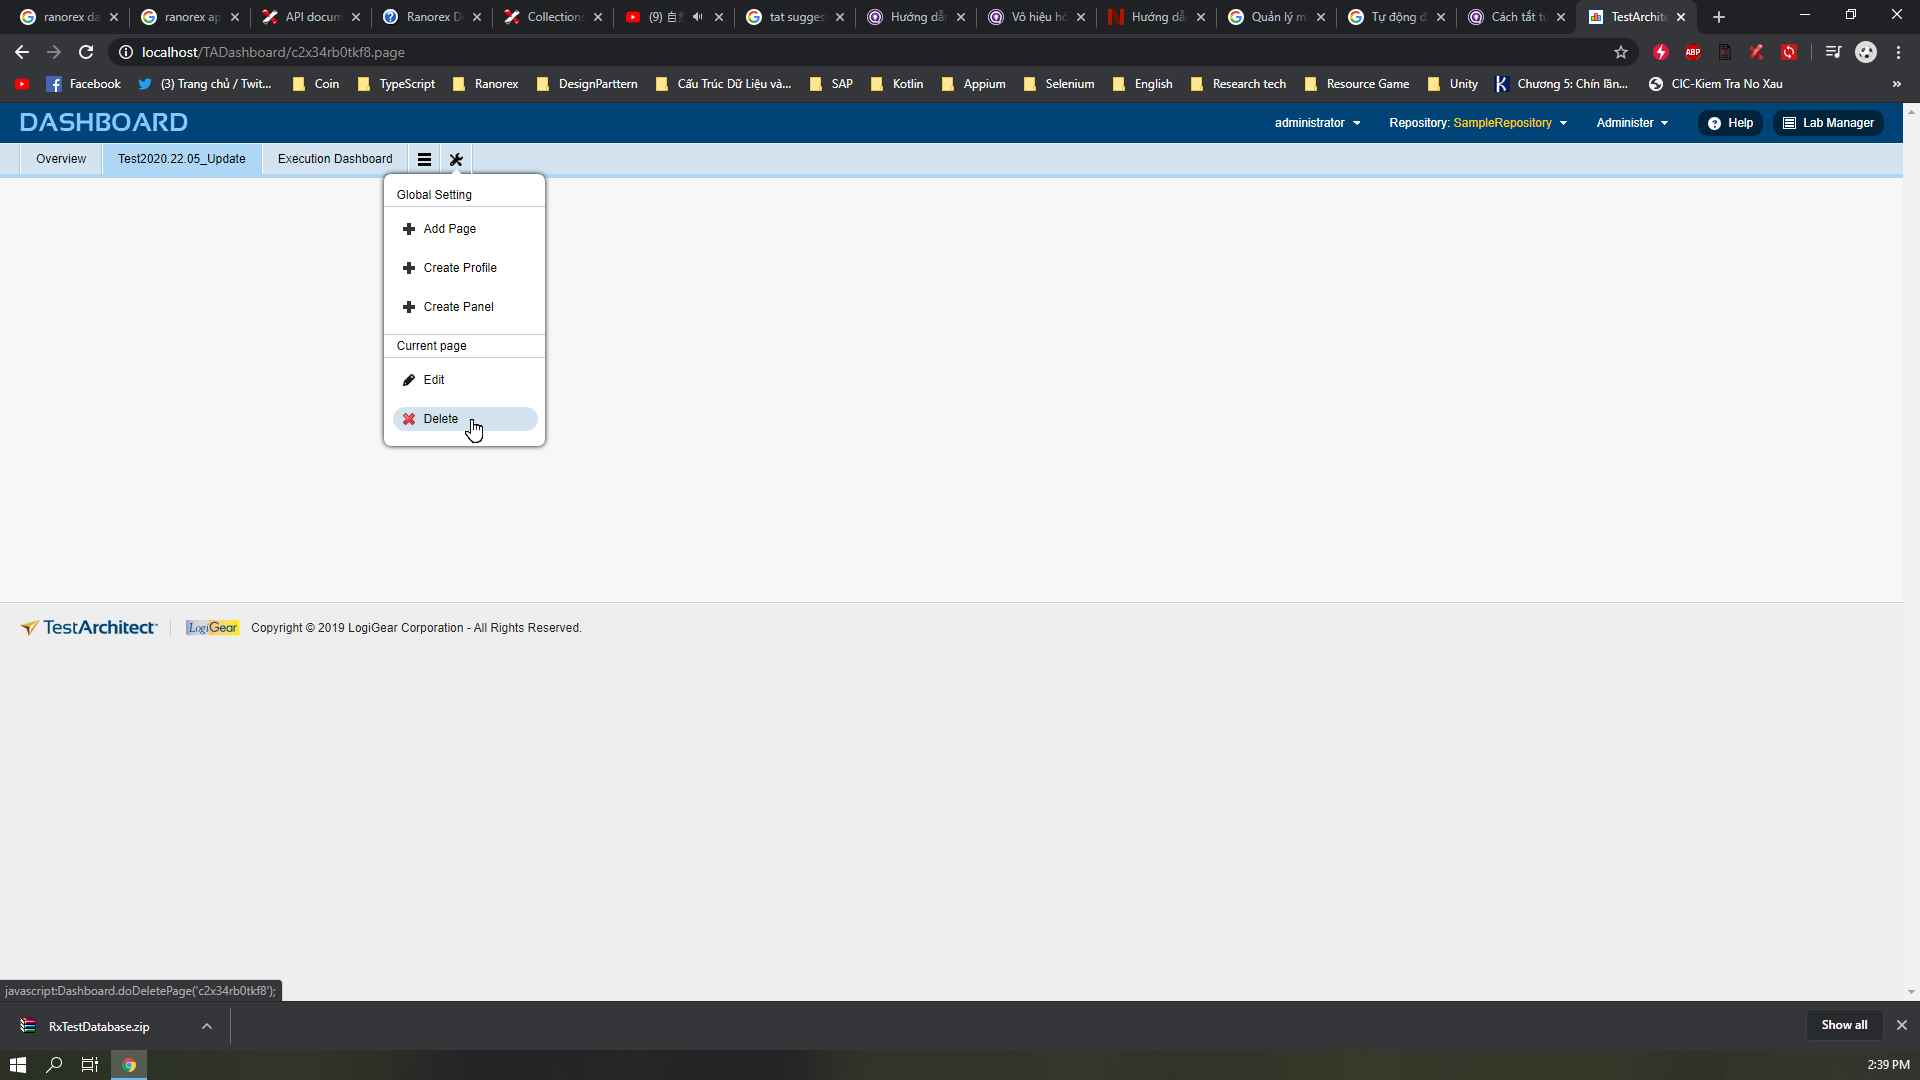 ranorex da
ranorex ap
API docum
Ranorex D
Collection
(9) 自
tat sugges
Hướng dẫ
Vô hiệu h
Hướng dẫ
Quản lý m
Tự động
Cách tắt t
TestArchite
localhost/TADashboard/c2x34rb0tkf8.page
ABP
Facebook
(3) Trang chủ / Twit...
Coin
TypeScript
Ranorex
DesignParttern
Cấu Trúc Dữ Liệu và...
SAP
Kotlin
Appium
Selenium
English
Research tech
Resource Game
Unity
Chương 5: Chín lần...
CIC-Kiem Tra No Xau
DASHBOARD
administrator
Repository: SampleRepository
Administer
Help
Lab Manager
Overview
Test2020.22.05_Update
Execution Dashboard
Global Setting
Add Page
Create Profile
Create Panel
Current page
Edit
Delete
TestArchitect
LogiGear
Copyright © 2019 LogiGear Corporation - All Rights Reserved.
javascript:Dashboard.doDeletePage('c2x34rb0tkf8');
RxTestDatabase.zip
Show all
2:39 PM